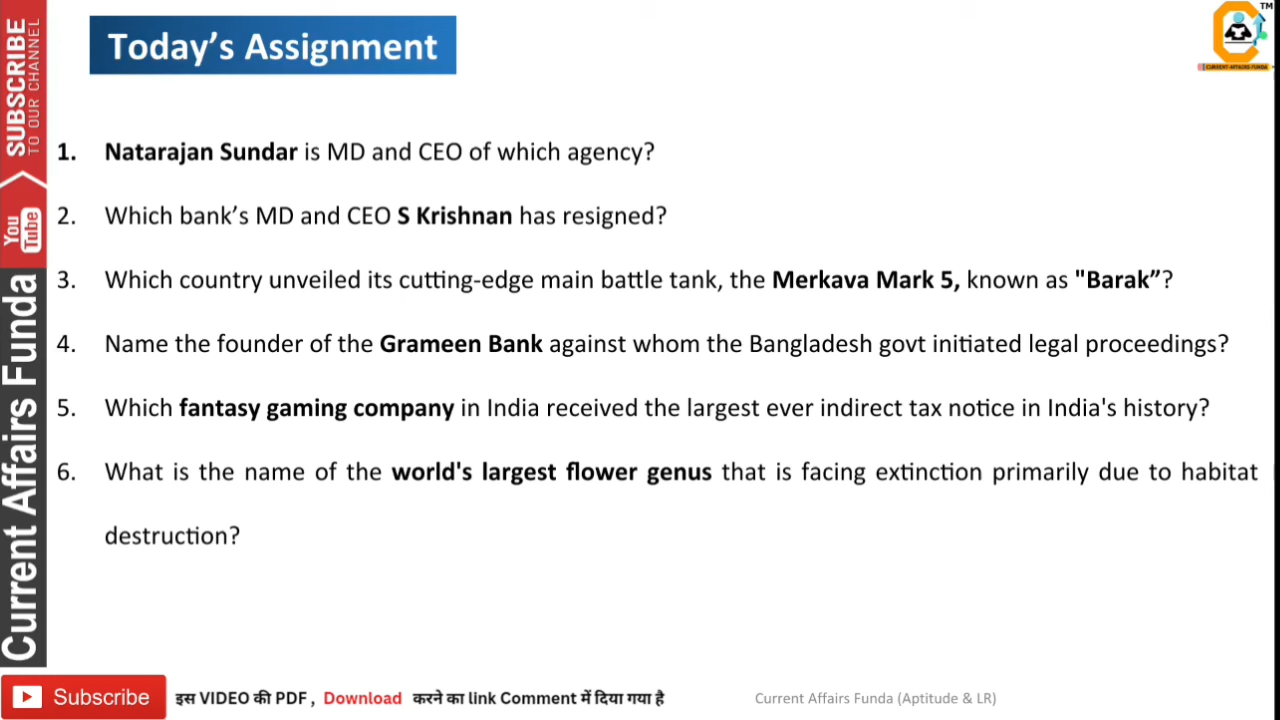 Today’s Assignment
TM
CURRENT-AFFAIRS-FUNDA
SUBSCRIBE
TO OUR CHANNEL
You
Tube
Current Affairs Funda
1. Natarajan Sundar is MD and CEO of which agency?
2. Which bank’s MD and CEO S Krishnan has resigned?
3. Which country unveiled its cutting-edge main battle tank, the Merkava Mark 5, known as "Barak”?
4. Name the founder of the Grameen Bank against whom the Bangladesh govt initiated legal proceedings?
5. Which fantasy gaming company in India received the largest ever indirect tax notice in India's history?
6. What is the name of the world's largest flower genus that is facing extinction primarily due to habitat
destruction?
Subscribe
इस VIDEO की PDF , Download करने का link Comment में दिया गया है
Current Affairs Funda (Aptitude & LR)